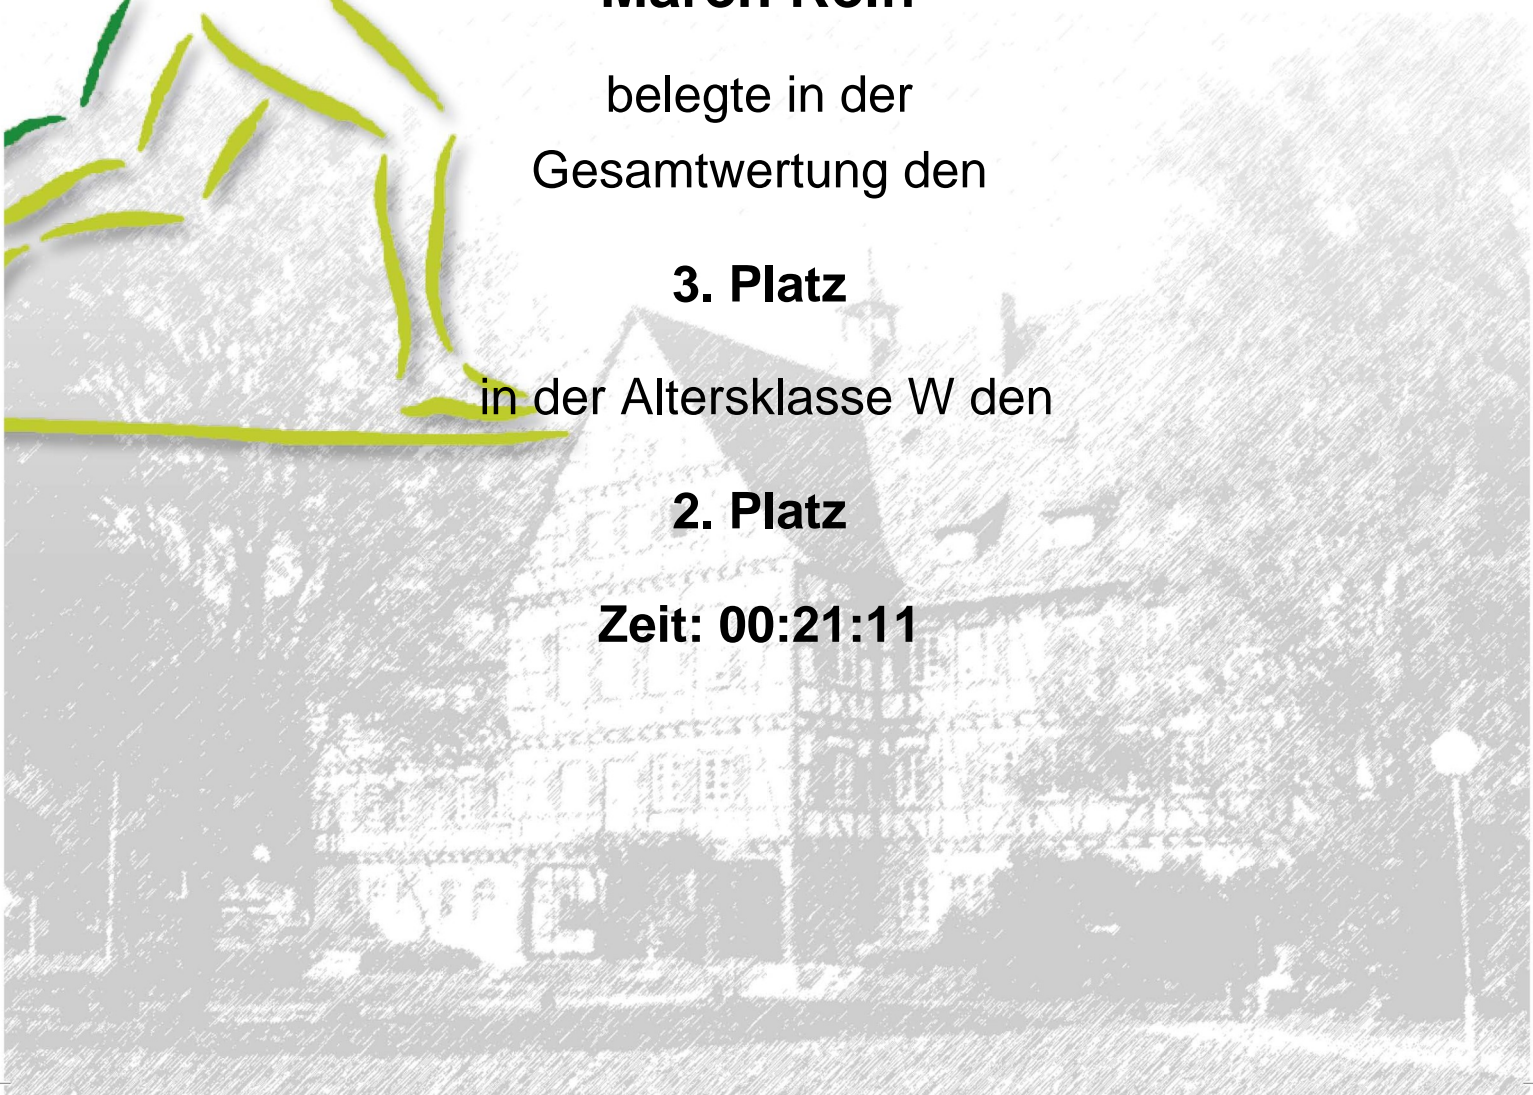 belegte in der
Gesamtwertung den
3. Platz
in der Altersklasse W den
2. Platz
Zeit: 00:21:11